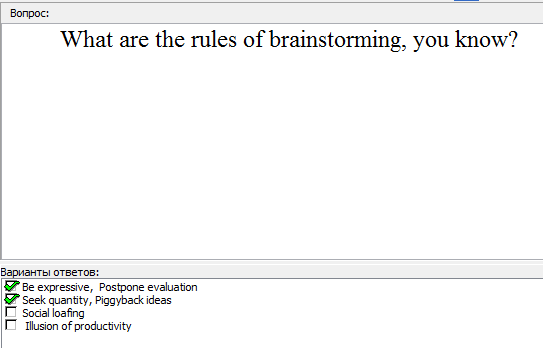 Вопрос:
What are the rules of brainstorming, you know?
Варианты ответов:
Be expressive, Postpone evaluation
Seek quantity, Piggyback ideas
Social loafing
Illusion of productivity